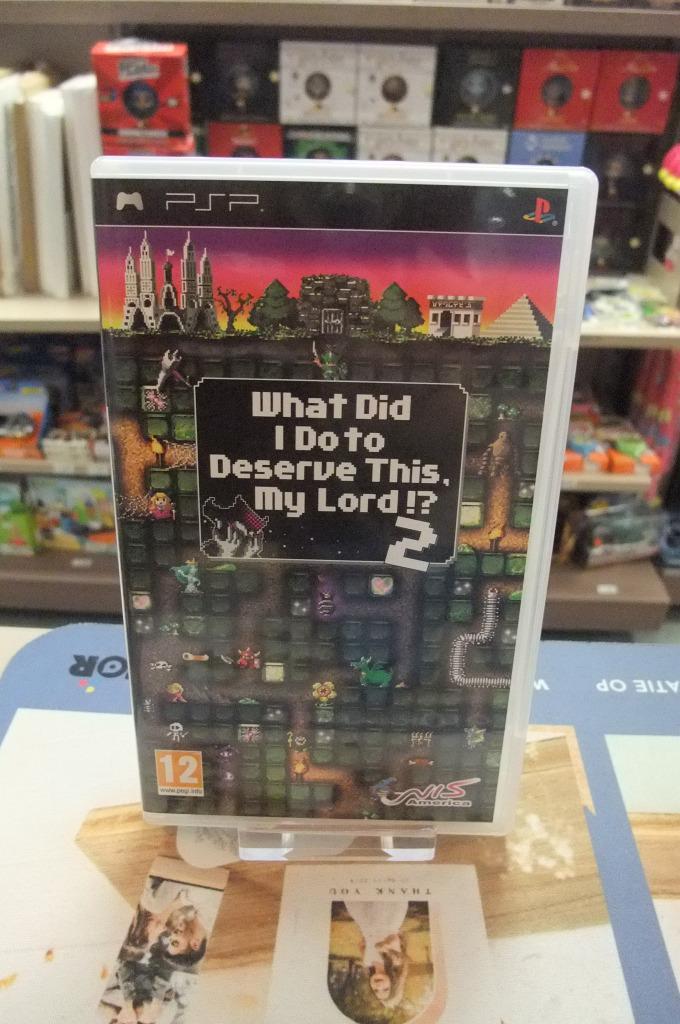 PSP
What Did
I Do to
Deserve This,
My Lord!?
2
12
www.pegi.info
NIS
America
THANK YOU